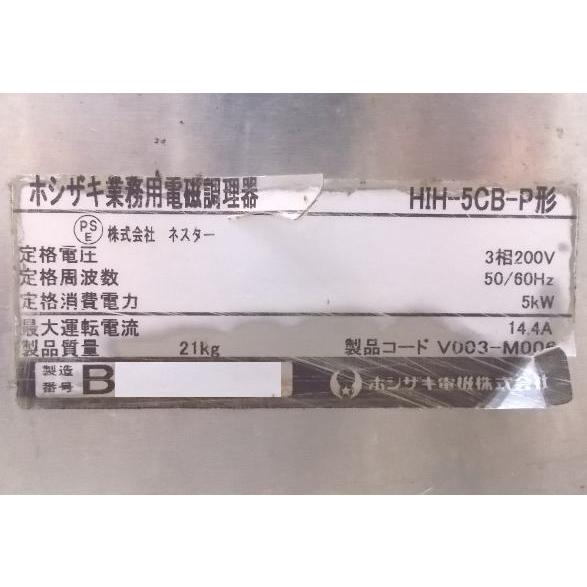 ホシザキ業務用電磁調理器 HIH-5CB-P形
PSE 株式会社 ネスター
定格電圧 3相200V
定格周波数 50/60Hz
定格消費電力 5kW
最大運転電流 14.4A
製品質量 21kg 製品コード V003-M006
製造番号 B
ホシザキ電機株式会社